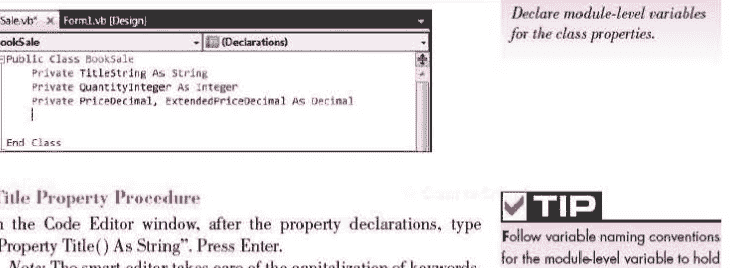 Sale.vb* × Form1.vb [Design]
ookSale (Declarations)
Public Class BookSale
Private TitleString As String
Private QuantityInteger As Integer
Private PriceDecimal, ExtendedPriceDecimal As Decimal
End Class
Declare module-level variables
for the class properties.
Title Property Procedure
n the Code Editor window, after the property declarations, type
Property Title() As String". Press Enter.
Note: The smart editor takes care of the capitalization of keywords
TIP
Follow variable naming conventions
for the module-level variable to hold